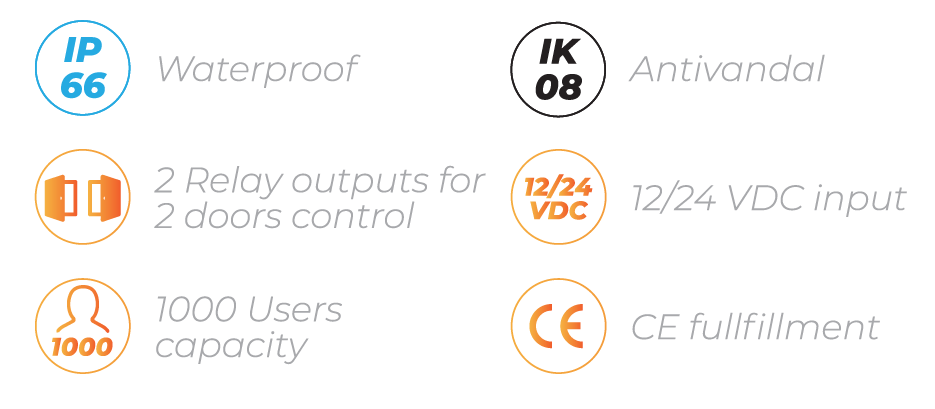 IP
66
Waterproof
IK
08
Antivandal
2 Relay outputs for
2 doors control
12/24
VDC
12/24 VDC input
1000
1000 Users
capacity
CE
CE fullfillment